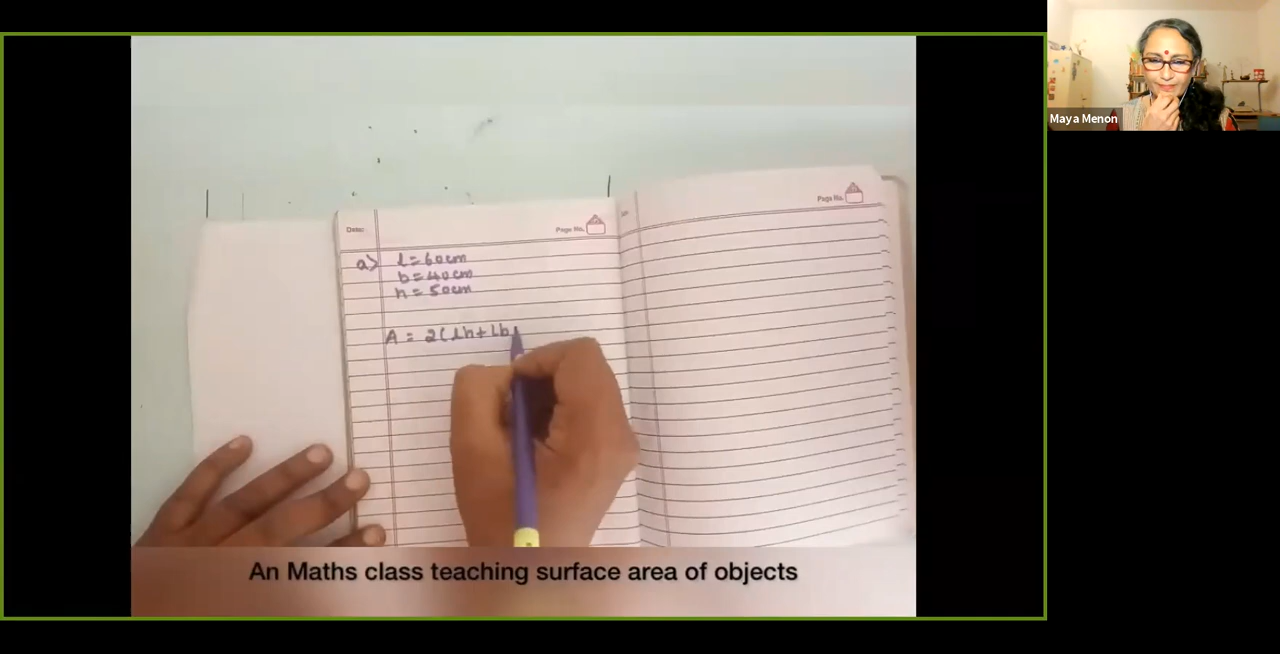 Maya Menon
Page No.
Date:
Page No.
a) l = 60cm
b = 40cm
h = 50cm
A = 2(lh + lb
An Maths class teaching surface area of objects